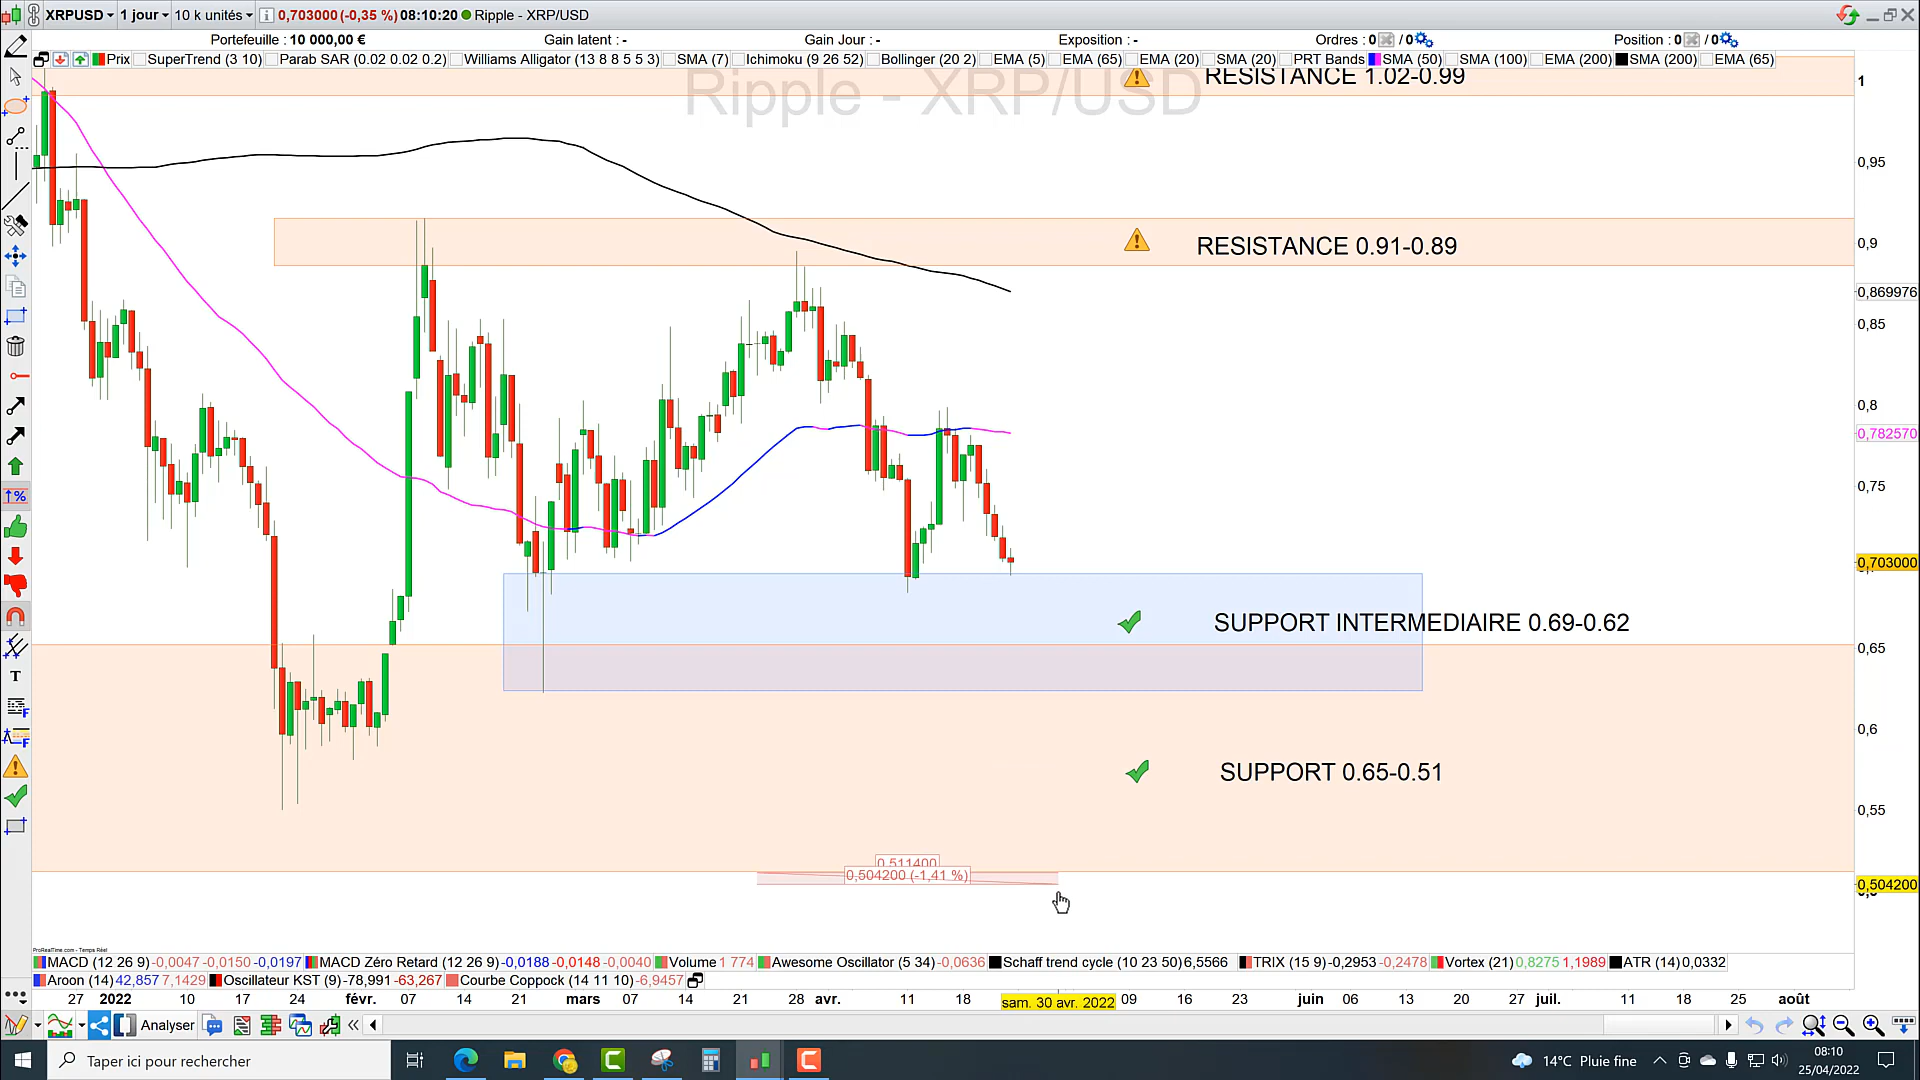 XRPUSD 1 jour 10 k unités 0,703000 (-0,35 %) 08:10:20 Ripple - XRP/USD
Portefeuille : 10 000,00 € Gain latent : - Gain Jour : - Exposition : - Ordres : 0 / 0 Position : 0 / 0
Prix SuperTrend (3 10) Parab SAR (0.02 0.02 0.2) Williams Alligator (13 8 8 5 5 3) SMA (7) Ichimoku (9 26 52) Bollinger (20 2) EMA (5) EMA (65) EMA (20) SMA (20) PRT Bands SMA (50) SMA (100) EMA (200) SMA (200) EMA (65)
RESISTANCE 1.02-0.99
Ripple - XRP/USD
1
0,95
RESISTANCE 0.91-0.89
0,9
0,869976
0,85
0,8
0,782570
0,75
0,703000
SUPPORT INTERMEDIAIRE 0.69-0.62
0,65
0,6
SUPPORT 0.65-0.51
0,55
0,511400
0,504200 (-1,41 %)
0,504200
ProRealTime.com - Temps Réel
MACD (12 26 9) -0,0047 -0,0150 -0,0197 MACD Zéro Retard (12 26 9) -0,0188 -0,0148 -0,0040 Volume 1 774 Awesome Oscillator (5 34) -0,0636 Schaff trend cycle (10 23 50) 6,5566 TRIX (15 9) -0,2953 -0,2478 Vortex (21) 0,8275 1,1989 ATR (14) 0,0332
Aroon (14) 42,857 7,1429 Oscillateur KST (9) -78,991 -63,267 Courbe Coppock (14 11 10) -6,9457
27 2022 10 17 24 févr. 07 14 21 mars 07 14 21 28 avr. 11 18 sam. 30 avr. 2022 09 16 23 juin 06 13 20 27 juil. 11 18 25 août
Analyser
Taper ici pour rechercher
14°C Pluie fine
08:10
25/04/2022